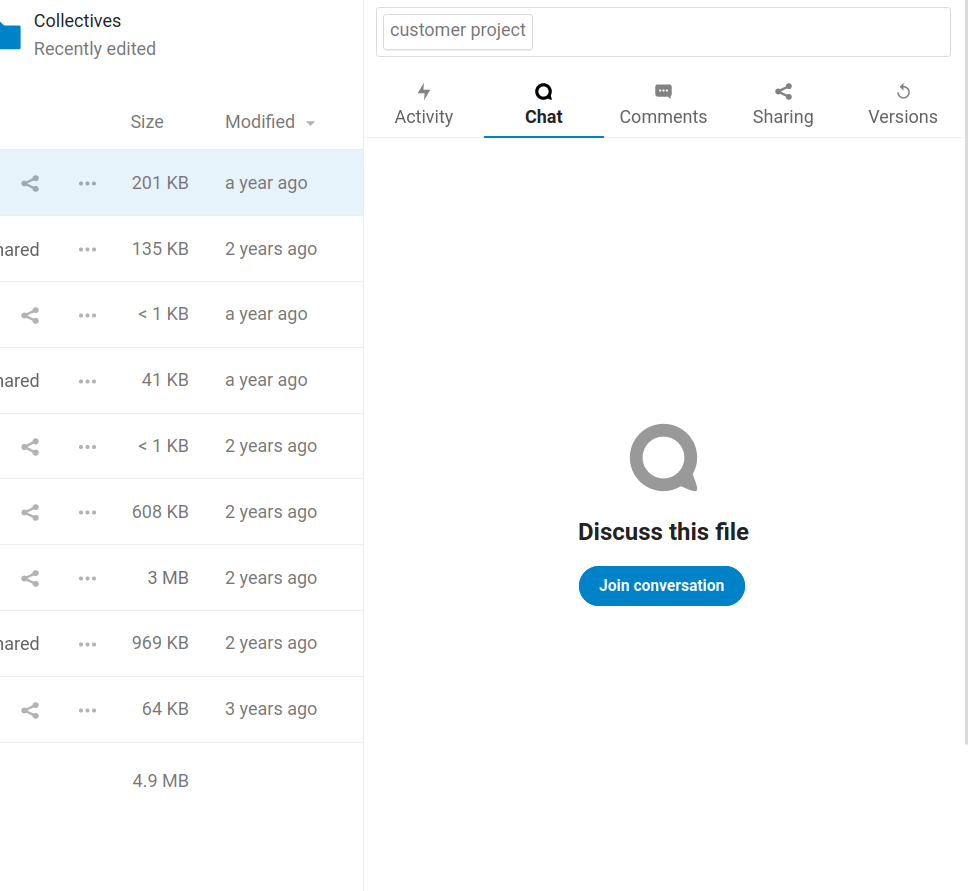 Collectives
Recently edited
Size Modified
201 KB a year ago
hared 135 KB 2 years ago
< 1 KB a year ago
hared 41 KB a year ago
< 1 KB 2 years ago
608 KB 2 years ago
3 MB 2 years ago
hared 969 KB 2 years ago
64 KB 3 years ago
4.9 MB
customer project
Activity Chat Comments Sharing Versions
Discuss this file
Join conversation